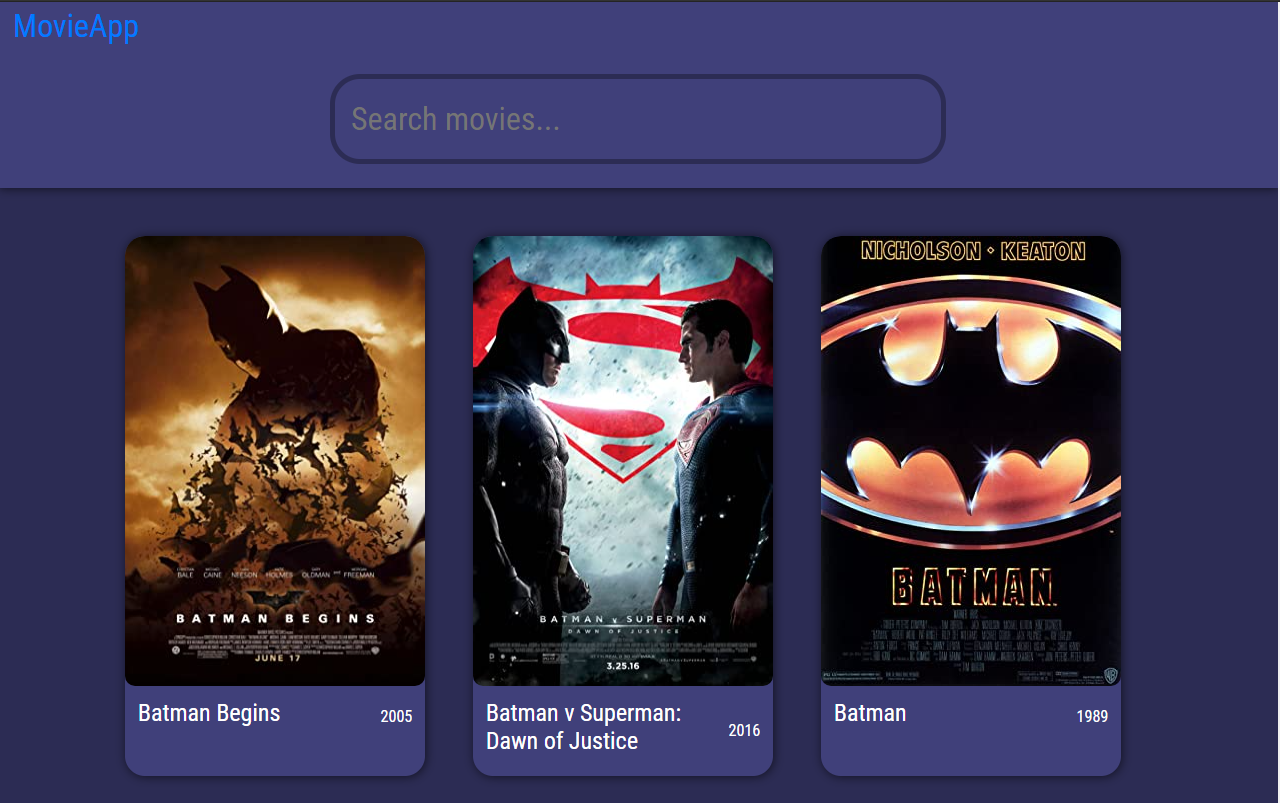 MovieApp
Search movies...
BALE CAINE NEESON HOLMES OLDMAN AND FREEMAN
BATMAN BEGINS
JUNE 17
BATMAN V SUPERMAN
DAWN OF JUSTICE
3.25.16
NICHOLSON · KEATON
BATMAN
Batman Begins 2005
Batman v Superman:
Dawn of Justice 2016
Batman 1989